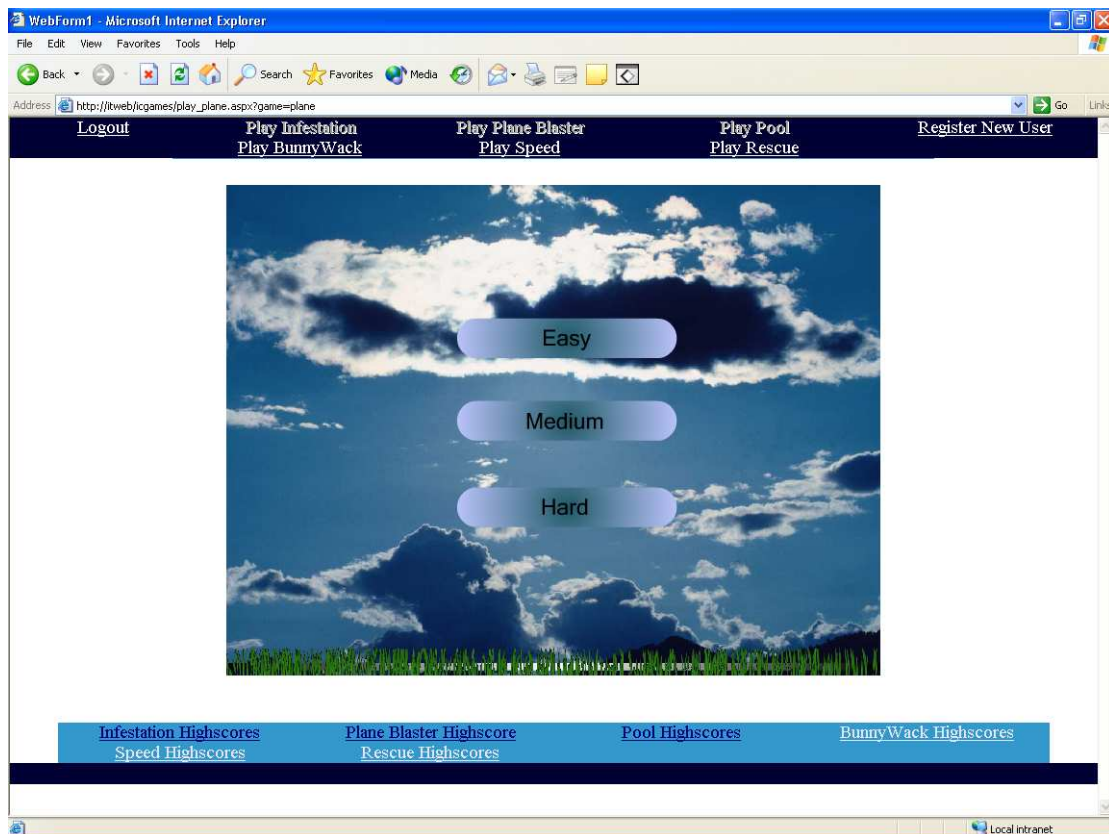 WebForm1 - Microsoft Internet Explorer
File Edit View Favorites Tools Help
Back Search Favorites Media
Address http://itweb/icgames/play_plane.aspx?game=plane Go Links
Logout Play Infestation Play Plane Blaster Play Pool Register New User
Play BunnyWack Play Speed Play Rescue
Easy
Medium
Hard
Infestation Highscores Plane Blaster Highscore Pool Highscores BunnyWack Highscores
Speed Highscores Rescue Highscores
Local intranet